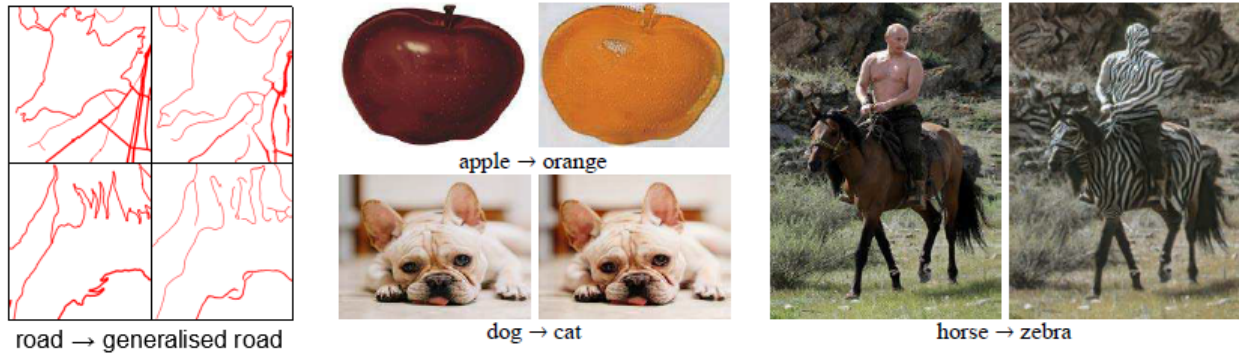 apple → orange
dog → cat
road → generalised road
horse → zebra